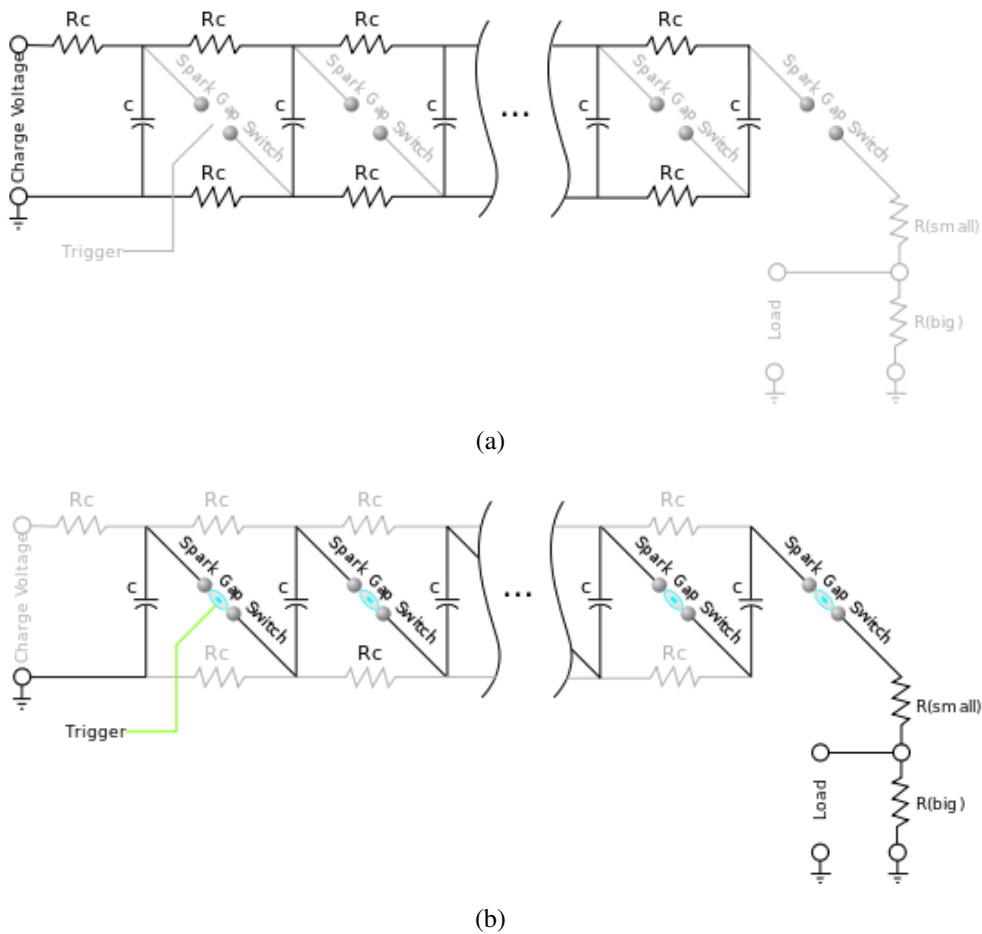 Rc Rc Rc Rc
Charge Voltage
c Spark Gap Switch c Spark Gap Switch c ... c Spark Gap Switch c Spark Gap Switch
Rc Rc Rc
Trigger
R(small)
Load
R(big)
(a)
Rc Rc Rc Rc
Charge Voltage
c Spark Gap Switch c Spark Gap Switch c ... c Spark Gap Switch c Spark Gap Switch
Rc Rc Rc
Trigger
R(small)
Load
R(big)
(b)